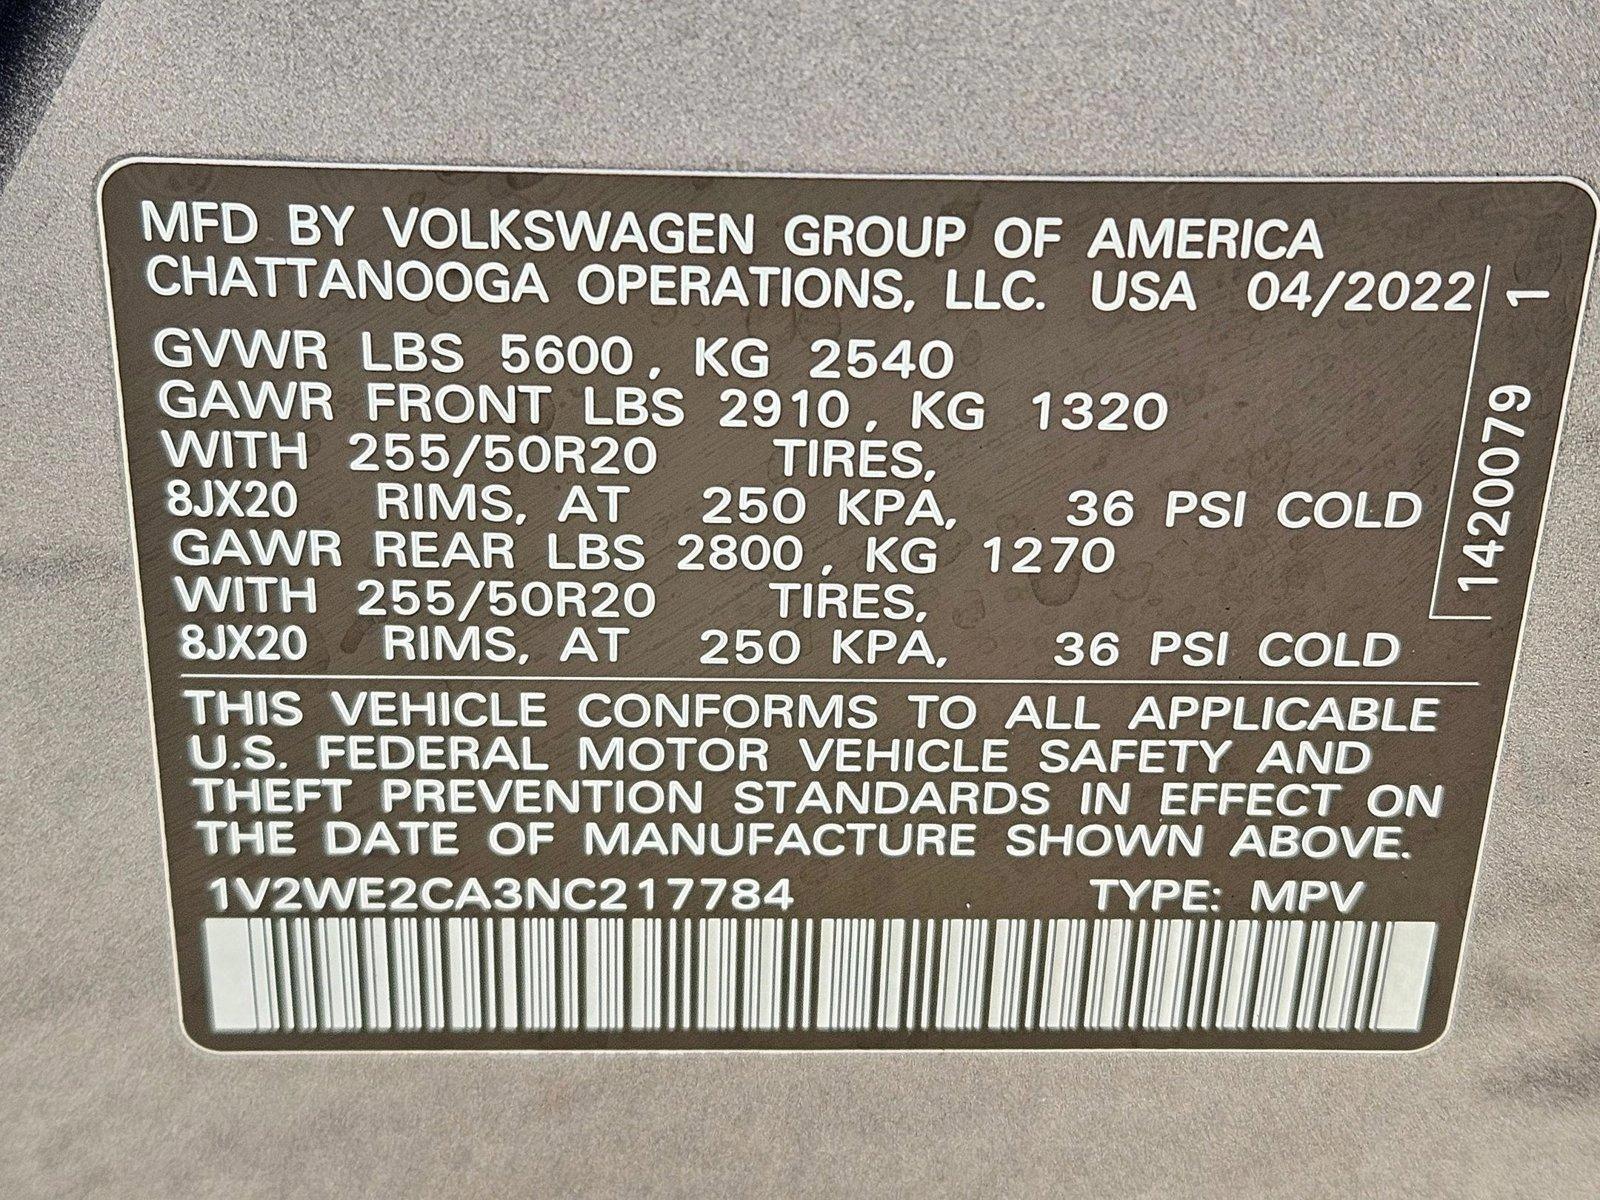 MFD BY VOLKSWAGEN GROUP OF AMERICA
CHATTANOOGA OPERATIONS, LLC. USA 04/2022
GVWR LBS 5600, KG 2540
GAWR FRONT LBS 2910, KG 1320
WITH 255/50R20 TIRES,
8JX20 RIMS, AT 250 KPA, 36 PSI COLD
GAWR REAR LBS 2800, KG 1270
WITH 255/50R20 TIRES,
8JX20 RIMS, AT 250 KPA, 36 PSI COLD
1420079 1
THIS VEHICLE CONFORMS TO ALL APPLICABLE
U.S. FEDERAL MOTOR VEHICLE SAFETY AND
THEFT PREVENTION STANDARDS IN EFFECT ON
THE DATE OF MANUFACTURE SHOWN ABOVE.
1V2WE2CA3NC217784 TYPE: MPV